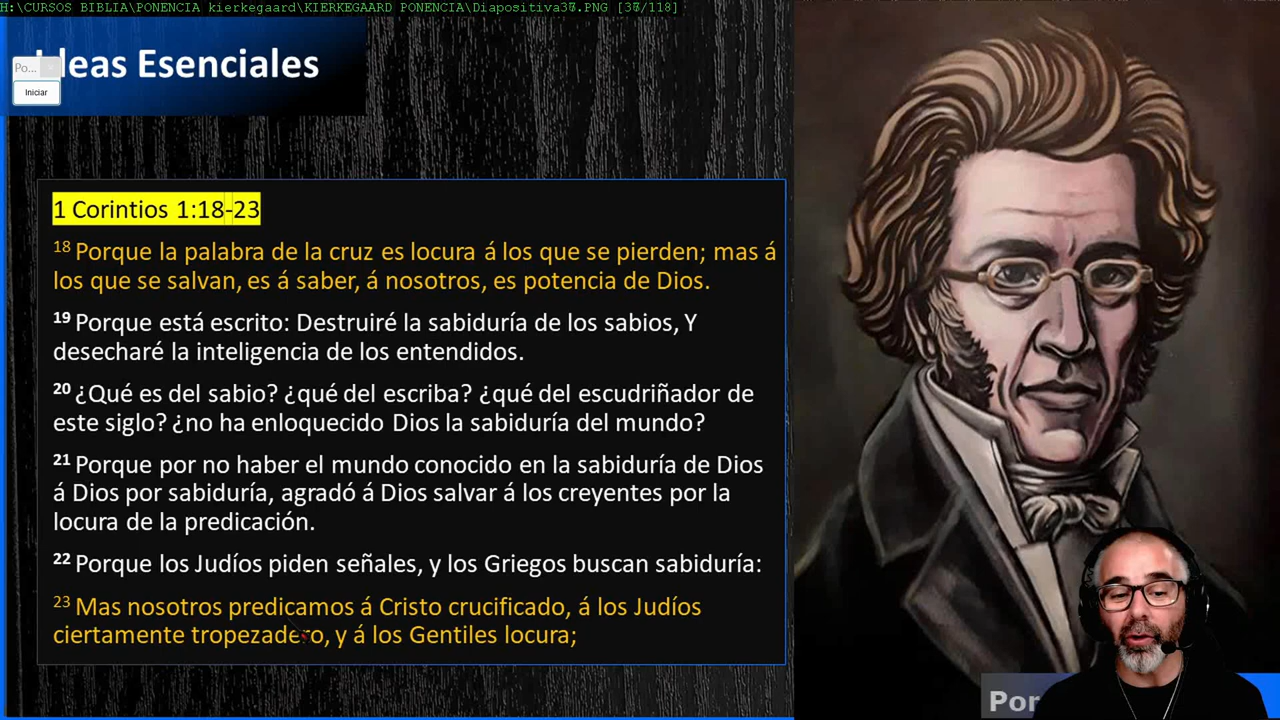 H:\CURSOS BIBLIA\PONENCIA kierkegaard\KIERKEGAARD PONENCIA\Diapositiva36.PNG [36/118]
Ideas Esenciales
Po...
Iniciar
1 Corintios 1:18-23
18 Porque la palabra de la cruz es locura á los que se pierden; mas á
los que se salvan, es á saber, á nosotros, es potencia de Dios.
19 Porque está escrito: Destruiré la sabiduría de los sabios, Y
desecharé la inteligencia de los entendidos.
20 ¿Qué es del sabio? ¿qué del escriba? ¿qué del escudriñador de
este siglo? ¿no ha enloquecido Dios la sabiduría del mundo?
21 Porque por no haber el mundo conocido en la sabiduría de Dios
á Dios por sabiduría, agradó á Dios salvar á los creyentes por la
locura de la predicación.
22 Porque los Judíos piden señales, y los Griegos buscan sabiduría:
23 Mas nosotros predicamos á Cristo crucificado, á los Judíos
ciertamente tropezadero, y á los Gentiles locura;
Por